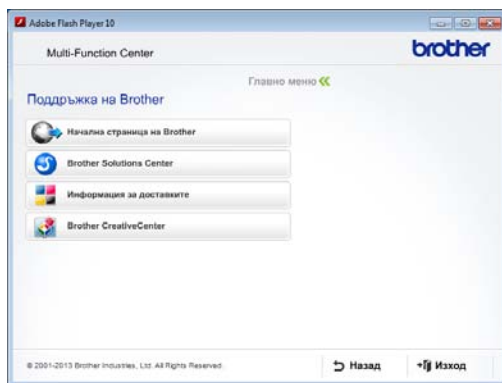 Adobe Flash Player 10
Multi-Function Center
brother
Главно меню
Поддръжка на Brother
Начална страница на Brother
Brother Solutions Center
Информация за доставките
Brother CreativeCenter
© 2001-2013 Brother Industries, Ltd. All Rights Reserved.
Назад
Изход